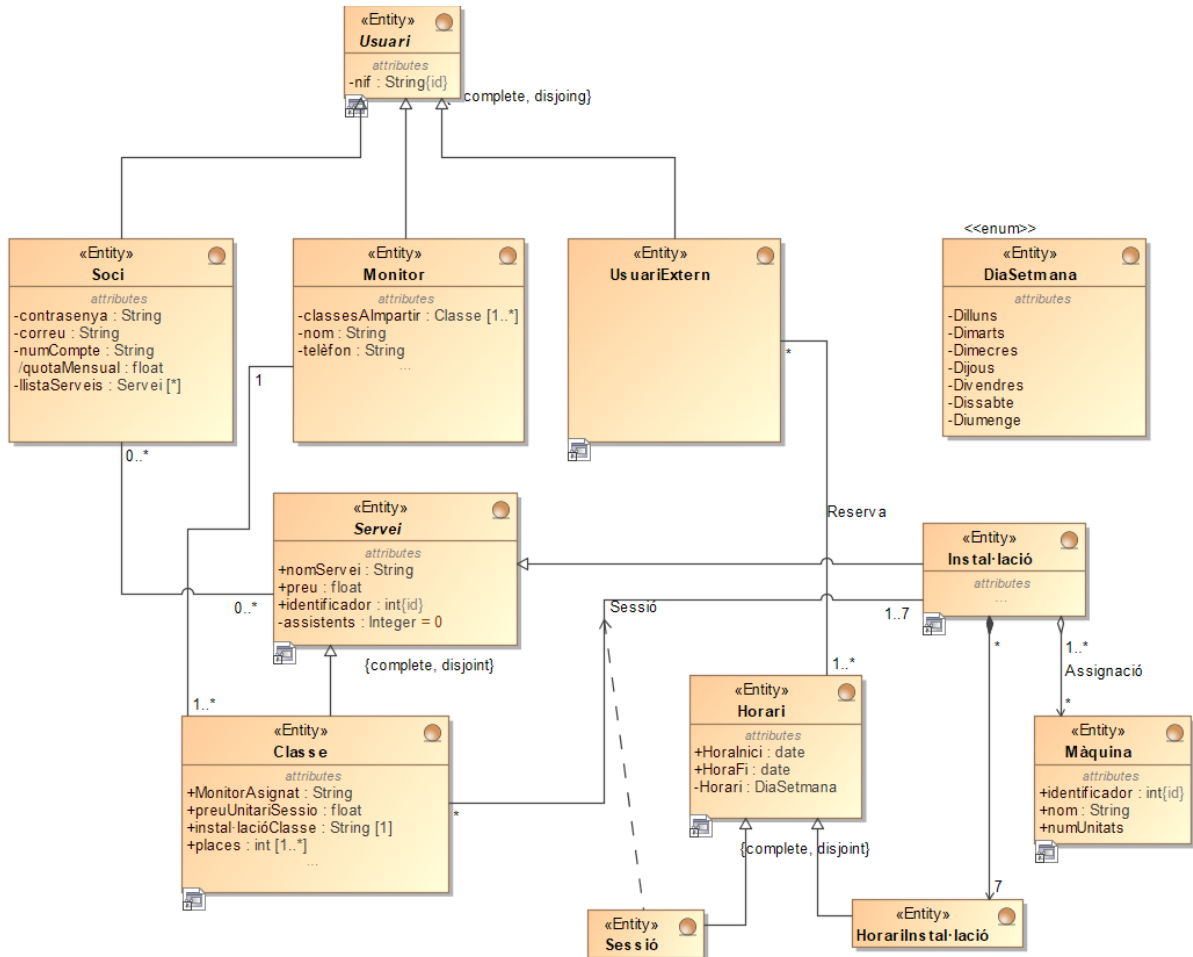 «Entity»
Usuari
attributes
-nif : String{id}
complete, disjoing}
«Entity»
Soci
attributes
-contrasenya : String
-correu : String
-numCompte : String
/quotaMensual : float
-llistaServeis : Servei [*]
«Entity»
Monitor
attributes
-classesAImpartir : Classe [1..*]
-nom : String
-telèfon : String
...
«Entity»
UsuariExtern
<<enum>>
«Entity»
DiaSetmana
attributes
-Dilluns
-Dimarts
-Dimecres
-Dijous
-Divendres
-Dissabte
-Diumenge
1
*
0..*
«Entity»
Servei
attributes
+nomServei : String
+preu : float
+identificador : int{id}
-assistents : Integer = 0
0..*
{complete, disjoint}
Reserva
«Entity»
Instal·lació
attributes
...
Sessió
1..7
*
1..*
Assignació
*
7
1..*
1..*
«Entity»
Classe
attributes
+MonitorAsignat : String
+preuUnitariSessio : float
+instal·lacióClasse : String [1]
+places : int [1..*]
...
*
«Entity»
Horari
attributes
+HoraInici : date
+HoraFi : date
-Horari : DiaSetmana
{complete, disjoint}
«Entity»
Màquina
attributes
+identificador : int{id}
+nom : String
+numUnitats
«Entity»
Sessió
«Entity»
HorariInstal·lació